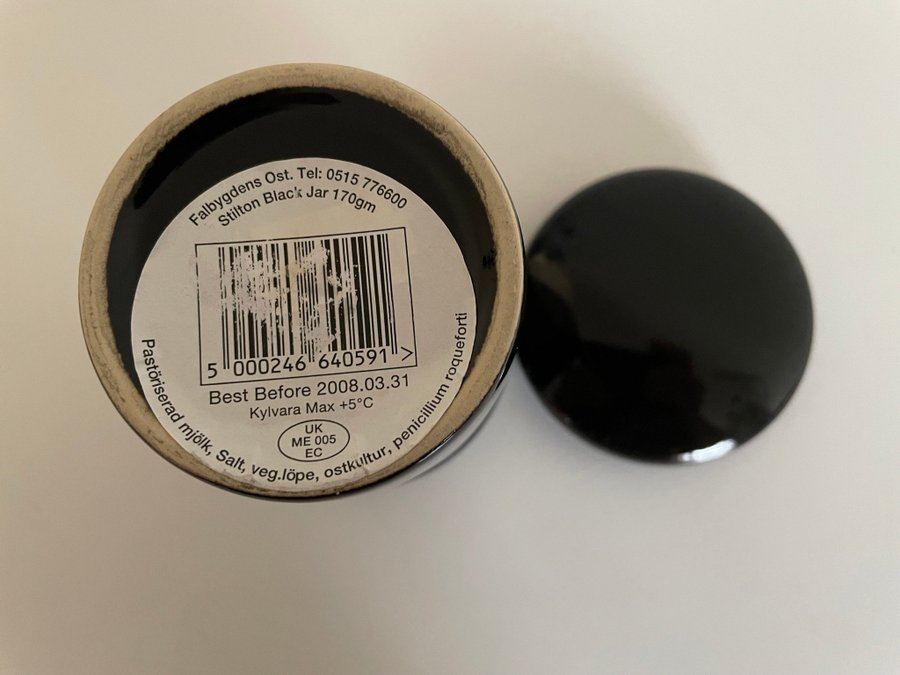 Falbygdens Ost. Tel: 0515 776600
Stilton Black Jar 170gm
5 000246 640591 >
Best Before 2008.03.31
Kylvara Max +5°C
UK
ME 005
EC
Pastöriserad mjölk, Salt, veg.löpe, ostkultur, penicillium roqueforti